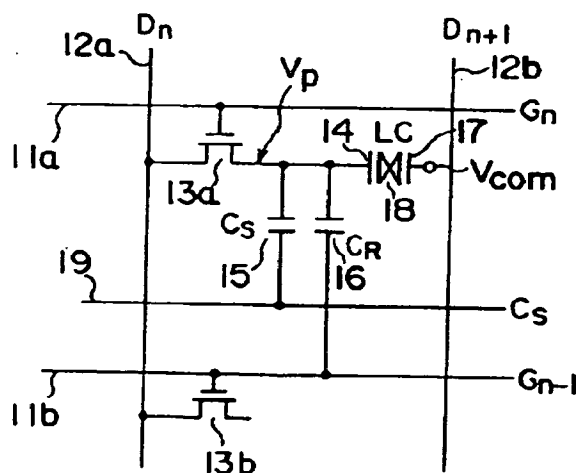 Dn
Dn+1
12a
12b
Vp
Gn
11a
14
LC
17
13a
18
Vcom
Cs
CR
15
16
19
Cs
11b
Gn-1
13b